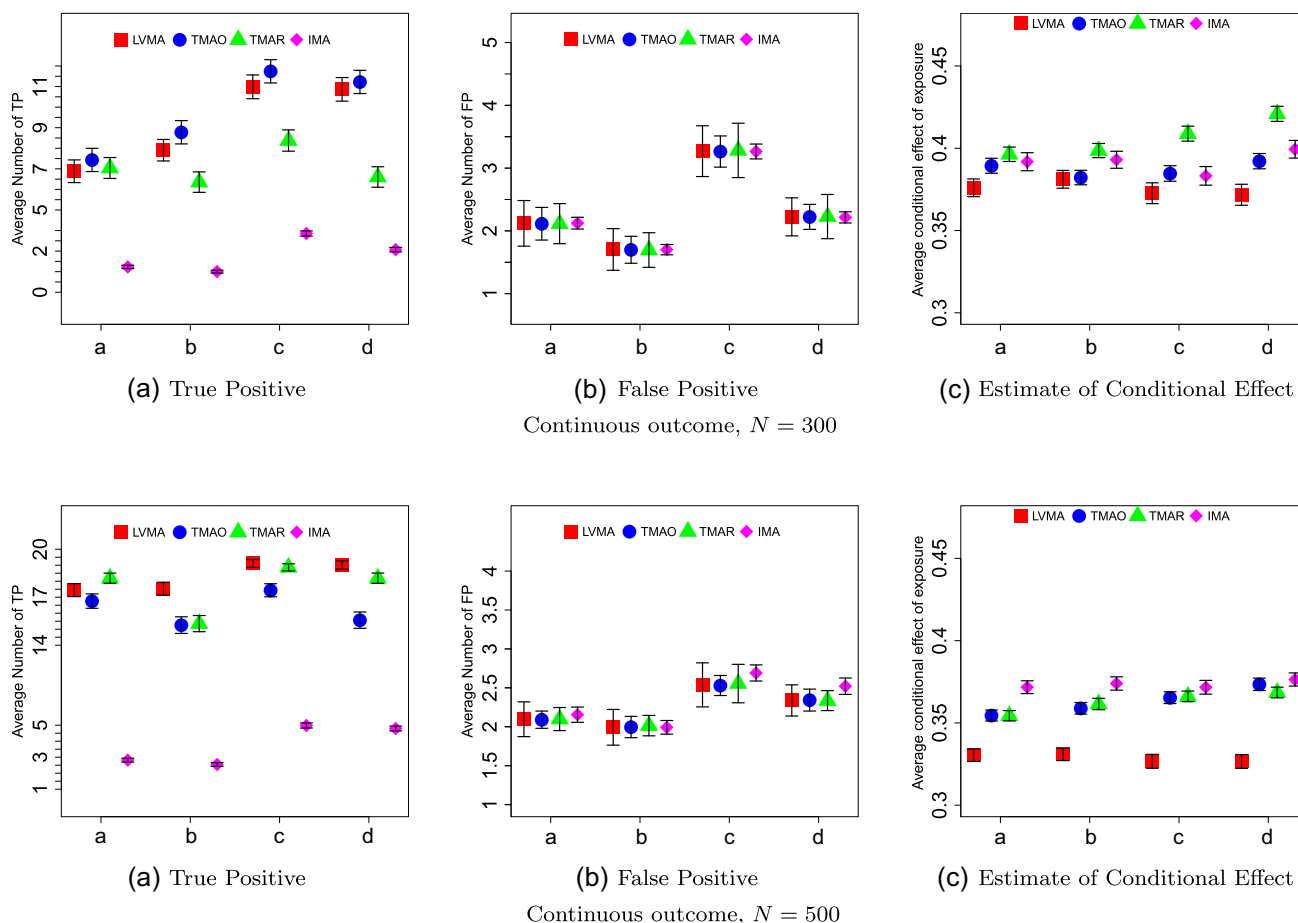 LVMA TMAO TMAR IMA
Average Number of TP
11
9
7
5
2
0
a b c d
(a) True Positive
LVMA TMAO TMAR IMA
Average Number of FP
5
4
3
2
1
a b c d
(b) False Positive
LVMA TMAO TMAR IMA
Average conditional effect of exposure
0.45
0.4
0.35
0.3
a b c d
(c) Estimate of Conditional Effect
Continuous outcome, N = 300
LVMA TMAO TMAR IMA
Average Number of TP
20
17
14
5
3
1
a b c d
(a) True Positive
LVMA TMAO TMAR IMA
Average Number of FP
4
3.5
3
2.5
2
1.5
1
a b c d
(b) False Positive
LVMA TMAO TMAR IMA
Average conditional effect of exposure
0.45
0.4
0.35
0.3
a b c d
(c) Estimate of Conditional Effect
Continuous outcome, N = 500